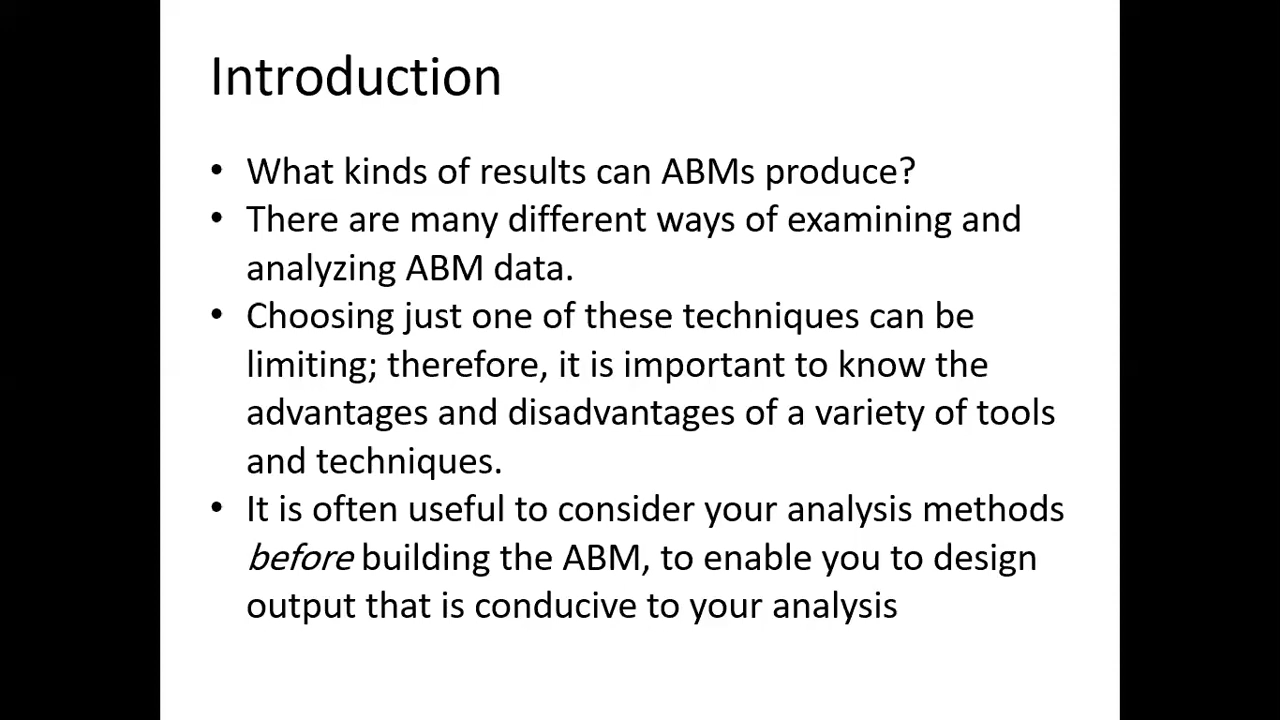 Introduction
• What kinds of results can ABMs produce?
• There are many different ways of examining and
analyzing ABM data.
• Choosing just one of these techniques can be
limiting; therefore, it is important to know the
advantages and disadvantages of a variety of tools
and techniques.
• It is often useful to consider your analysis methods
before building the ABM, to enable you to design
output that is conducive to your analysis